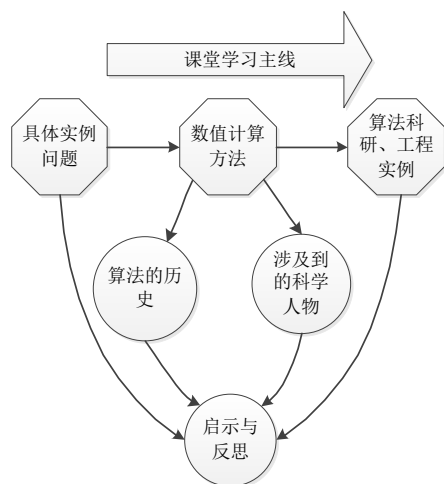 课堂学习主线
具体实例
问题
数值计算
方法
算法科
研、工程
实例
算法的历
史
涉及到
的科学
人物
启示与
反思